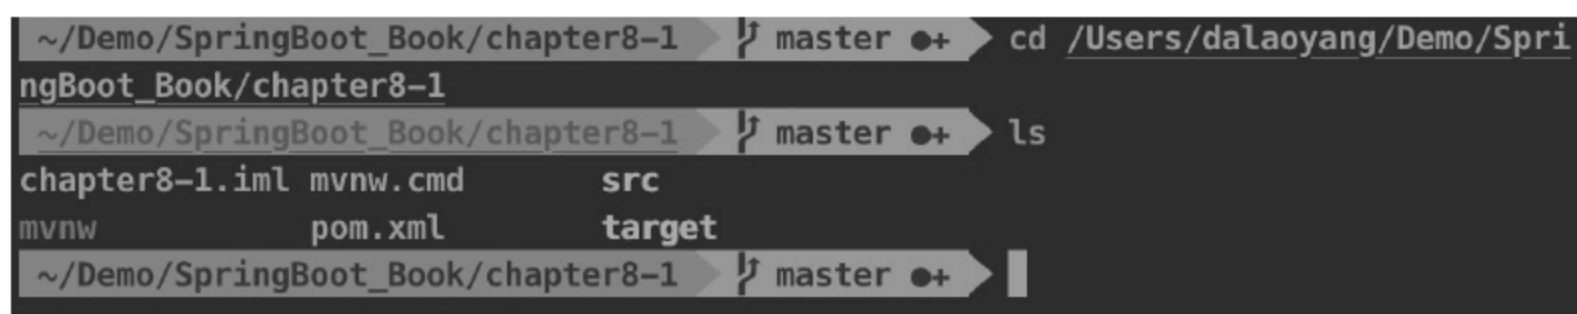 ~/Demo/SpringBoot_Book/chapter8-1 master ●+ cd /Users/dalaoyang/Demo/Spri
ngBoot_Book/chapter8-1
~/Demo/SpringBoot_Book/chapter8-1 master ●+ ls
chapter8-1.iml mvnw.cmd src
mvnw pom.xml target
~/Demo/SpringBoot_Book/chapter8-1 master ●+